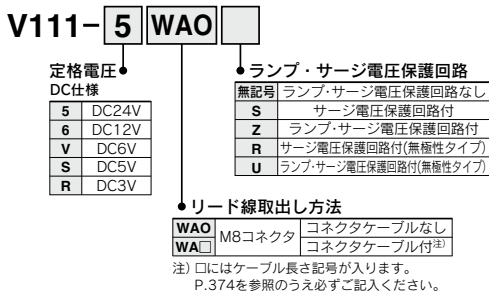 V111- 5 WAO
定格電圧
DC仕様
5 DC24V
6 DC12V
V DC6V
S DC5V
R DC3V
ランプ・サージ電圧保護回路
無記号 ランプ・サージ電圧保護回路なし
S サージ電圧保護回路付
Z ランプ・サージ電圧保護回路付
R サージ電圧保護回路付(無極性タイプ)
U ランプ・サージ電圧保護回路付(無極性タイプ)
リード線取出し方法
WAO M8コネクタ コネクタケーブルなし
WA□ コネクタケーブル付注)
注) □にはケーブル長さ記号が入ります。
P.374を参照のうえ必ずご記入ください。